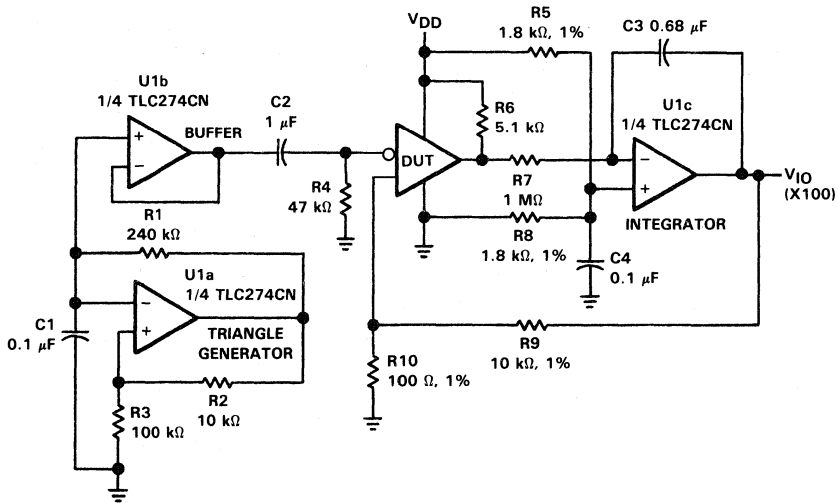 V_DD
R5
1.8 kΩ, 1%
C3 0.68 µF
U1b
1/4 TLC274CN
BUFFER
C2
1 µF
+
−
R6
5.1 kΩ
U1c
1/4 TLC274CN
DUT
−
+
R7
1 MΩ
V_IO
(X100)
INTEGRATOR
R4
47 kΩ
R1
240 kΩ
R8
1.8 kΩ, 1%
C4
0.1 µF
U1a
1/4 TLC274CN
−
+
TRIANGLE
GENERATOR
C1
0.1 µF
R9
10 kΩ, 1%
R10
100 Ω, 1%
R2
10 kΩ
R3
100 kΩ